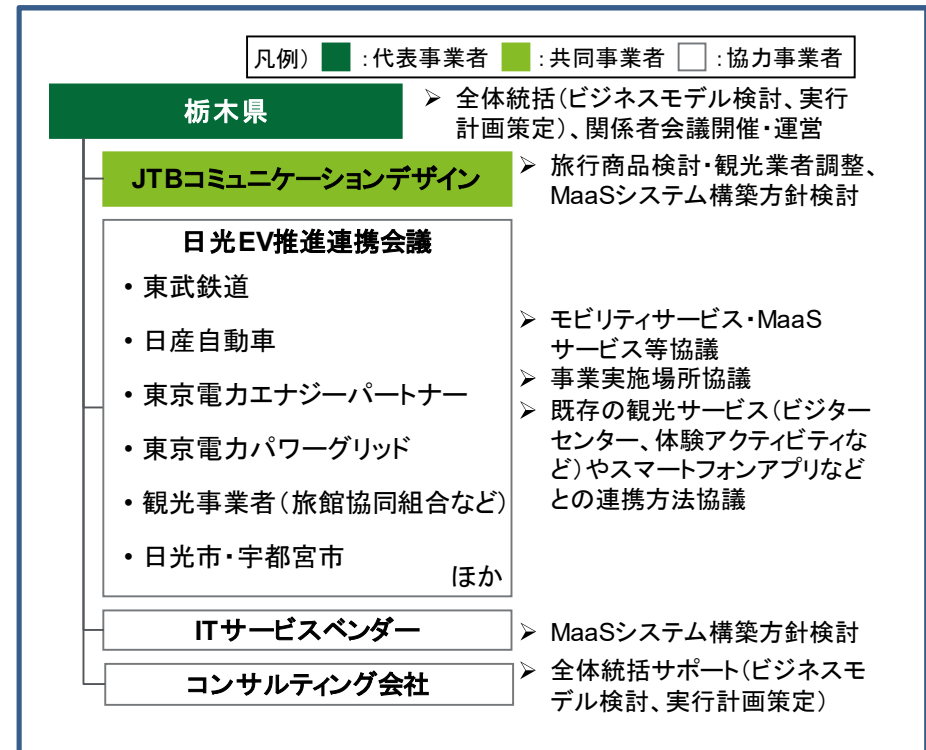 凡例） ：代表事業者 ：共同事業者 ：協力事業者
栃木県
➢ 全体統括（ビジネスモデル検討、実行
計画策定）、関係者会議開催・運営
JTBコミュニケーションデザイン
➢ 旅行商品検討・観光業者調整、
MaaSシステム構築方針検討
日光EV推進連携会議
・東武鉄道
・日産自動車
・東京電力エナジーパートナー
・東京電力パワーグリッド
・観光事業者（旅館協同組合など）
・日光市・宇都宮市
ほか
➢ モビリティサービス・MaaS
サービス等協議
➢ 事業実施場所協議
➢ 既存の観光サービス（ビジター
センター、体験アクティビティな
ど）やスマートフォンアプリなど
との連携方法協議
ITサービスベンダー
➢ MaaSシステム構築方針検討
コンサルティング会社
➢ 全体統括サポート（ビジネスモ
デル検討、実行計画策定）